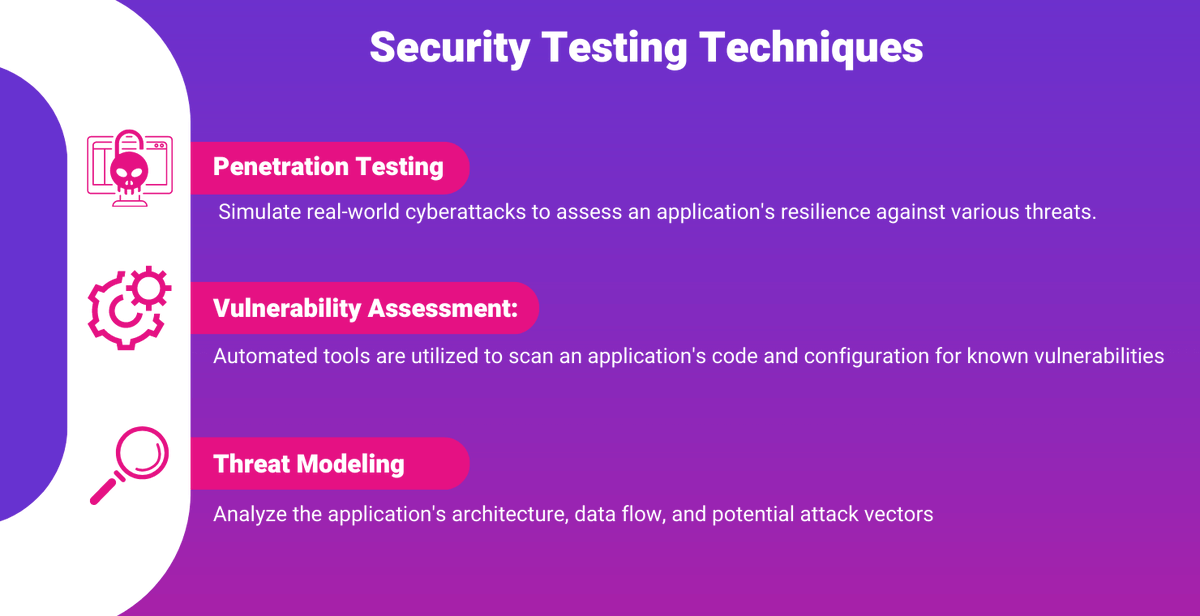 Security Testing Techniques
Penetration Testing
Simulate real-world cyberattacks to assess an application's resilience against various threats.
Vulnerability Assessment:
Automated tools are utilized to scan an application's code and configuration for known vulnerabilities
Threat Modeling
Analyze the application's architecture, data flow, and potential attack vectors